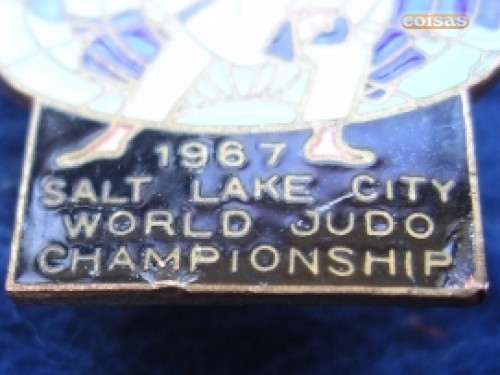 coisas
1967
SALT LAKE CITY
WORLD JUDO
CHAMPIONSHIP